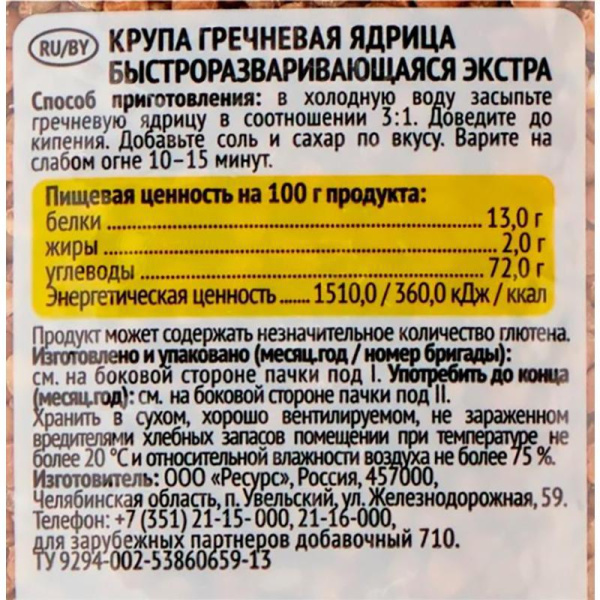 RU/BY КРУПА ГРЕЧНЕВАЯ ЯДРИЦА
БЫСТРОРАЗВАРИВАЮЩАЯСЯ ЭКСТРА
Способ приготовления: в холодную воду засыпьте
гречневую ядрицу в соотношении 3:1. Доведите до
кипения. Добавьте соль и сахар по вкусу. Варите на
слабом огне 10–15 минут.
Пищевая ценность на 100 г продукта:
белки ........................ 13,0 г
жиры ........................ 2,0 г
углеводы ........................ 72,0 г
Энергетическая ценность ....... 1510,0 / 360,0 кДж / ккал
Продукт может содержать незначительное количество глютена.
Изготовлено и упаковано (месяц.год / номер бригады):
см. на боковой стороне пачки под I. Употребить до конца
(месяц.год): см. на боковой стороне пачки под II.
Хранить в сухом, хорошо вентилируемом, не зараженном
вредителями хлебных запасов помещении при температуре не
более 20 °С и относительной влажности воздуха не более 75 %.
Изготовитель: ООО «Ресурс», Россия, 457000,
Челябинская область, п. Увельский, ул. Железнодорожная, 59.
Телефон: +7 (351) 21-15- 000, 21-16-000,
для зарубежных партнеров добавочный 710.
ТУ 9294-002-53860659-13